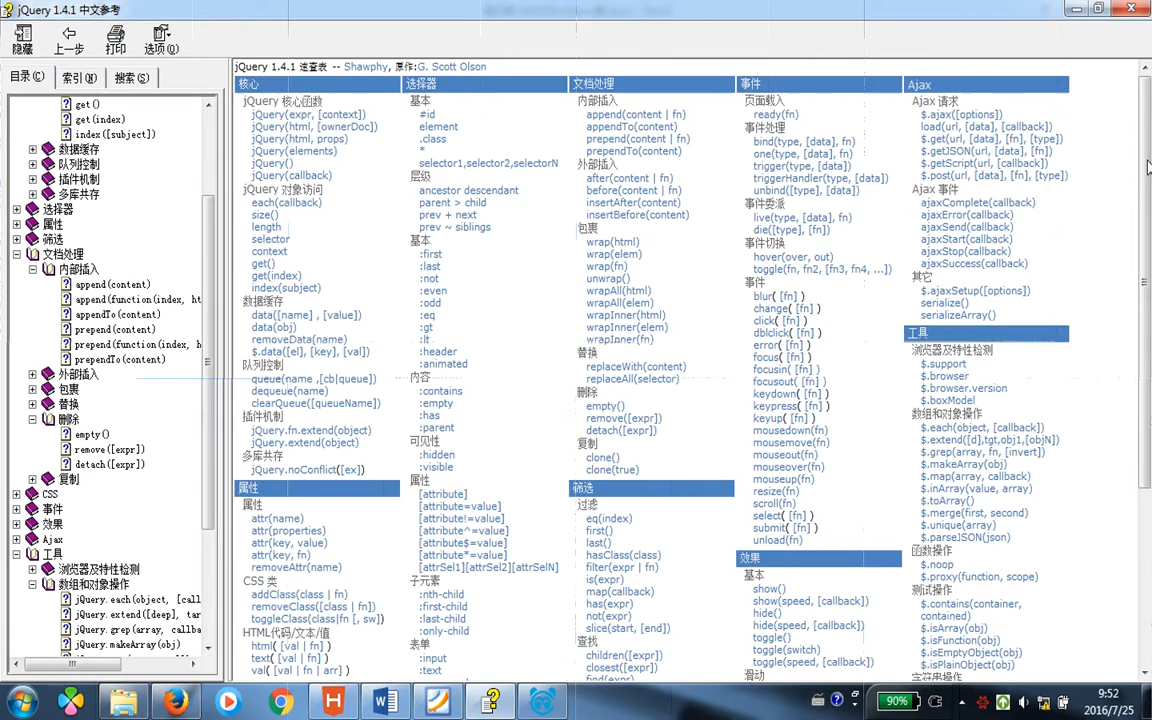 jQuery 1.4.1 中文参考
隐藏
上一步
打印
选项(O)
目录(C)
索引(N)
搜索(S)
get()
get(index)
index([subject])
数据缓存
队列控制
插件机制
多库共存
选择器
属性
筛选
文档处理
内部插入
append(content)
append(function(index, ht
appendTo(content)
prepend(content)
prepend(function(index, h
prependTo(content)
外部插入
包裹
替换
删除
empty()
remove([expr])
detach([expr])
复制
CSS
事件
效果
Ajax
工具
浏览器及特性检测
数组和对象操作
jQuery.each(object, [call
jQuery.extend([deep], tar
jQuery.grep(array, callba
jQuery.makeArray(obj)
jQuery 1.4.1 速查表 -- Shawphy, 原作:G. Scott Olson
核心
jQuery 核心函数
jQuery(expr, [context])
jQuery(html, [ownerDoc])
jQuery(html, props)
jQuery(elements)
jQuery()
jQuery(callback)
jQuery 对象访问
each(callback)
size()
length
selector
context
get()
get(index)
index(subject)
数据缓存
data([name] , [value])
data(obj)
removeData(name)
$.data([el], [key], [val])
队列控制
queue(name ,[cb|queue])
dequeue(name)
clearQueue([queueName])
插件机制
jQuery.fn.extend(object)
jQuery.extend(object)
多库共存
jQuery.noConflict([ex])
属性
属性
attr(name)
attr(properties)
attr(key, value)
attr(key, fn)
removeAttr(name)
CSS 类
addClass(class | fn)
removeClass([class | fn])
toggleClass(class|fn [, sw])
HTML代码/文本/值
html( [val | fn] )
text( [val | fn] )
val( [val | fn | arr] )
选择器
基本
#id
element
.class
*
selector1,selector2,selectorN
层级
ancestor descendant
parent > child
prev + next
prev ~ siblings
基本
:first
:last
:not
:even
:odd
:eq
:gt
:lt
:header
:animated
内容
:contains
:empty
:has
:parent
可见性
:hidden
:visible
属性
[attribute]
[attribute=value]
[attribute!=value]
[attribute^=value]
[attribute$=value]
[attribute*=value]
[attrSel1][attrSel2][attrSelN]
子元素
:nth-child
:first-child
:last-child
:only-child
表单
:input
:text
文档处理
内部插入
append(content | fn)
appendTo(content)
prepend(content | fn)
prependTo(content)
外部插入
after(content | fn)
before(content | fn)
insertAfter(content)
insertBefore(content)
包裹
wrap(html)
wrap(elem)
wrap(fn)
unwrap()
wrapAll(html)
wrapAll(elem)
wrapInner(html)
wrapInner(elem)
wrapInner(fn)
替换
replaceWith(content)
replaceAll(selector)
删除
empty()
remove([expr])
detach([expr])
复制
clone()
clone(true)
筛选
过滤
eq(index)
first()
last()
hasClass(class)
filter(expr | fn)
is(expr)
map(callback)
has(expr)
not(expr)
slice(start, [end])
查找
children([expr])
closest([expr])
find(expr)
事件
页面载入
ready(fn)
事件处理
bind(type, [data], fn)
one(type, [data], fn)
trigger(type, [data])
triggerHandler(type, [data])
unbind([type], [data])
事件委派
live(type, [data], fn)
die([type], [fn])
事件切换
hover(over, out)
toggle(fn, fn2, [fn3, fn4, ...])
事件
blur( [fn] )
change( [fn] )
click( [fn] )
dblclick( [fn] )
error( [fn] )
focus( [fn] )
focusin( [fn] )
focusout( [fn] )
keydown( [fn] )
keypress( [fn] )
keyup( [fn] )
mousedown(fn)
mousemove(fn)
mouseout(fn)
mouseover(fn)
mouseup(fn)
resize(fn)
scroll(fn)
select( [fn] )
submit( [fn] )
unload(fn)
效果
基本
show()
show(speed, [callback])
hide()
hide(speed, [callback])
toggle()
toggle(switch)
toggle(speed, [callback])
滑动
Ajax
Ajax 请求
$.ajax([options])
load(url, [data], [callback])
$.get(url, [data], [fn], [type])
$.getJSON(url, [data], [fn])
$.getScript(url, [callback])
$.post(url, [data], [fn], [type])
Ajax 事件
ajaxComplete(callback)
ajaxError(callback)
ajaxSend(callback)
ajaxStart(callback)
ajaxStop(callback)
ajaxSuccess(callback)
其它
$.ajaxSetup([options])
serialize()
serializeArray()
工具
浏览器及特性检测
$.support
$.browser
$.browser.version
$.boxModel
数组和对象操作
$.each(object, [callback])
$.extend([d],tgt,obj1,[objN])
$.grep(array, fn, [invert])
$.makeArray(obj)
$.map(array, callback)
$.inArray(value, array)
$.toArray()
$.merge(first, second)
$.unique(array)
$.parseJSON(json)
函数操作
$.noop
$.proxy(function, scope)
测试操作
$.contains(container,
contained)
$.isArray(obj)
$.isFunction(obj)
$.isEmptyObject(obj)
$.isPlainObject(obj)
字符串操作
90%
9:52
2016/7/25